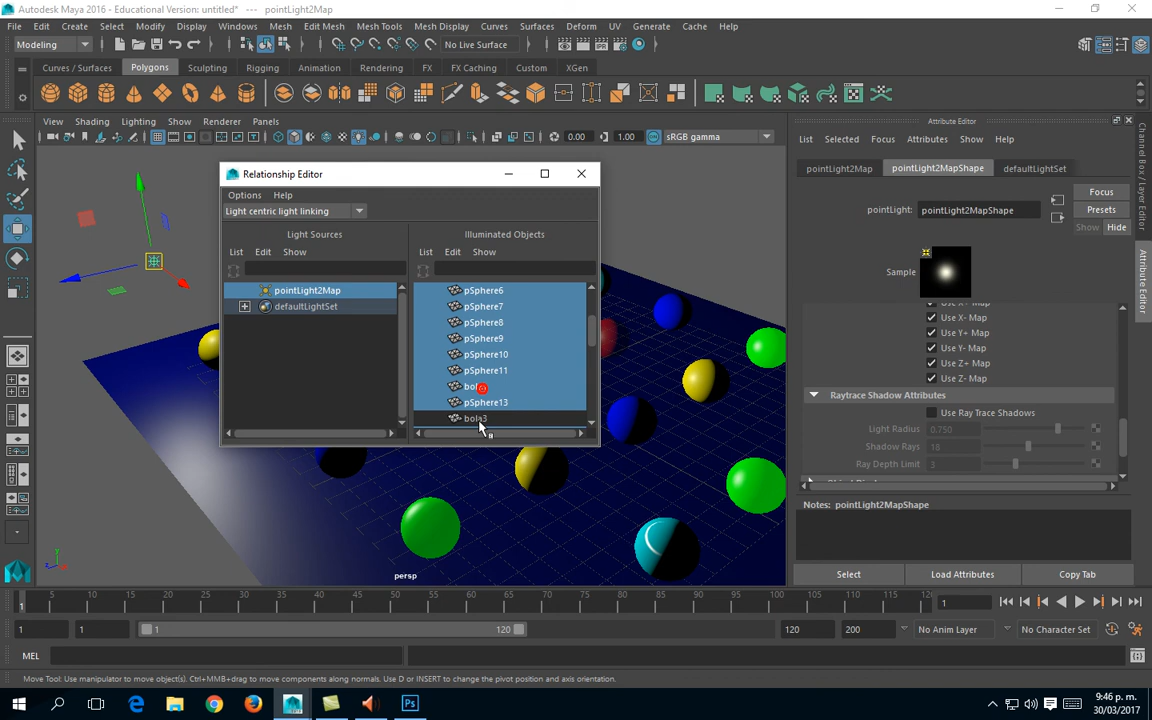 Autodesk Maya 2016 - Educational Version: untitled* --- pointLight2Map
File Edit Create Select Modify Display Windows Mesh Edit Mesh Mesh Tools Mesh Display Curves Surfaces Deform UV Generate Cache Help
Modeling No Live Surface
Curves / Surfaces Polygons Sculpting Rigging Animation Rendering FX FX Caching Custom XGen
View Shading Lighting Show Renderer Panels
0.00 1.00 sRGB gamma
Relationship Editor
Options Help
Light centric light linking
Light Sources Illuminated Objects
List Edit Show List Edit Show
pointLight2Map
defaultLightSet
pSphere6
pSphere7
pSphere8
pSphere9
pSphere10
pSphere11
pSphere13
bola3
persp
Attribute Editor
List Selected Focus Attributes Show Help
pointLight2Map pointLight2MapShape defaultLightSet
pointLight: pointLight2MapShape
Focus
Presets
Show Hide
Sample
Use X+ Map
Use X- Map
Use Y+ Map
Use Y- Map
Use Z+ Map
Use Z- Map
Raytrace Shadow Attributes
Use Ray Trace Shadows
Light Radius 0.750
Shadow Rays 18
Ray Depth Limit 3
Notes: pointLight2MapShape
Select Load Attributes Copy Tab
Channel Box / Layer Editor
Attribute Editor
5 10 15 20 25 30 35 40 45 50 55 60 65 70 75 80 85 90 95 100 105 110 115 12
1 1
1 1 1 120 120 200 No Anim Layer No Character Set
MEL
Move Tool: Use manipulator to move object(s). Ctrl+MMB+drag to move components along normals. Use D or INSERT to change the pivot position and axis orientation.
9:46 p. m.
30/03/2017